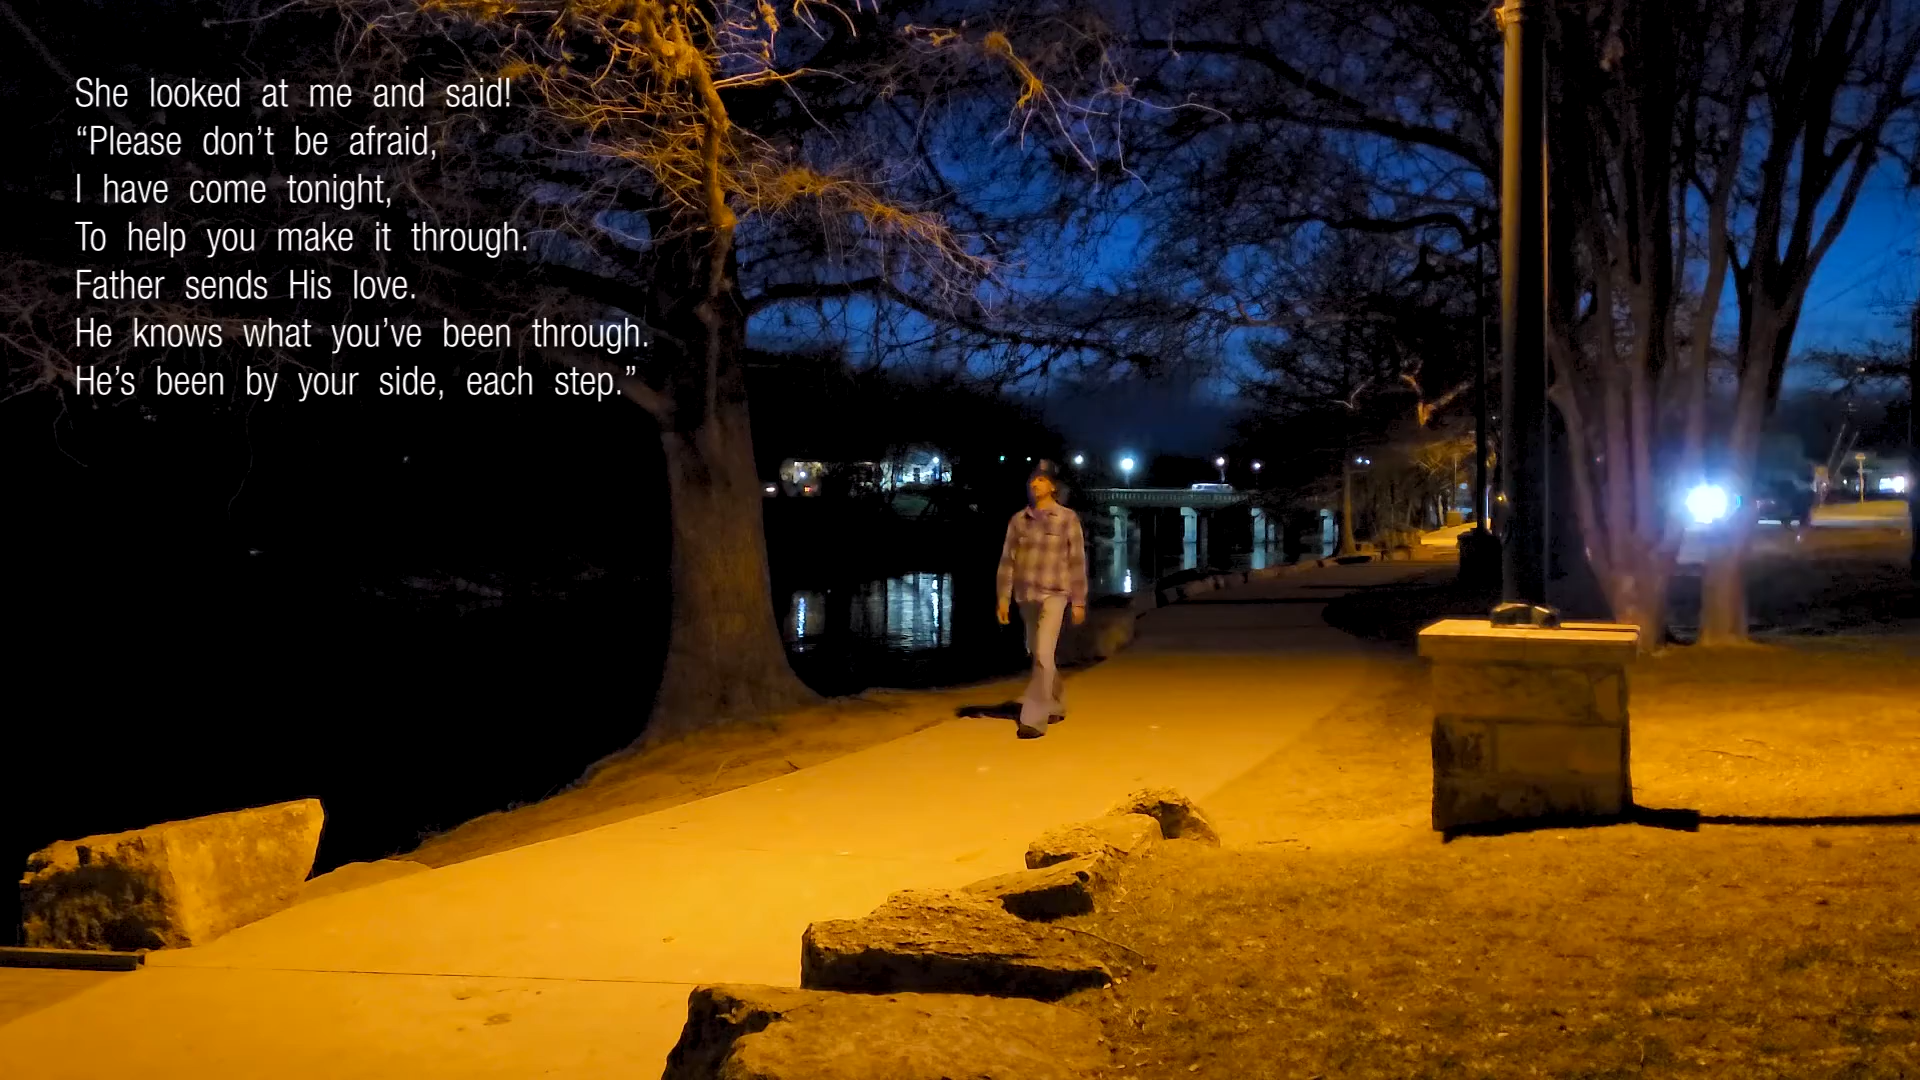 She looked at me and said!
“Please don’t be afraid,
I have come tonight,
To help you make it through.
Father sends His love.
He knows what you’ve been through.
He’s been by your side, each step.”